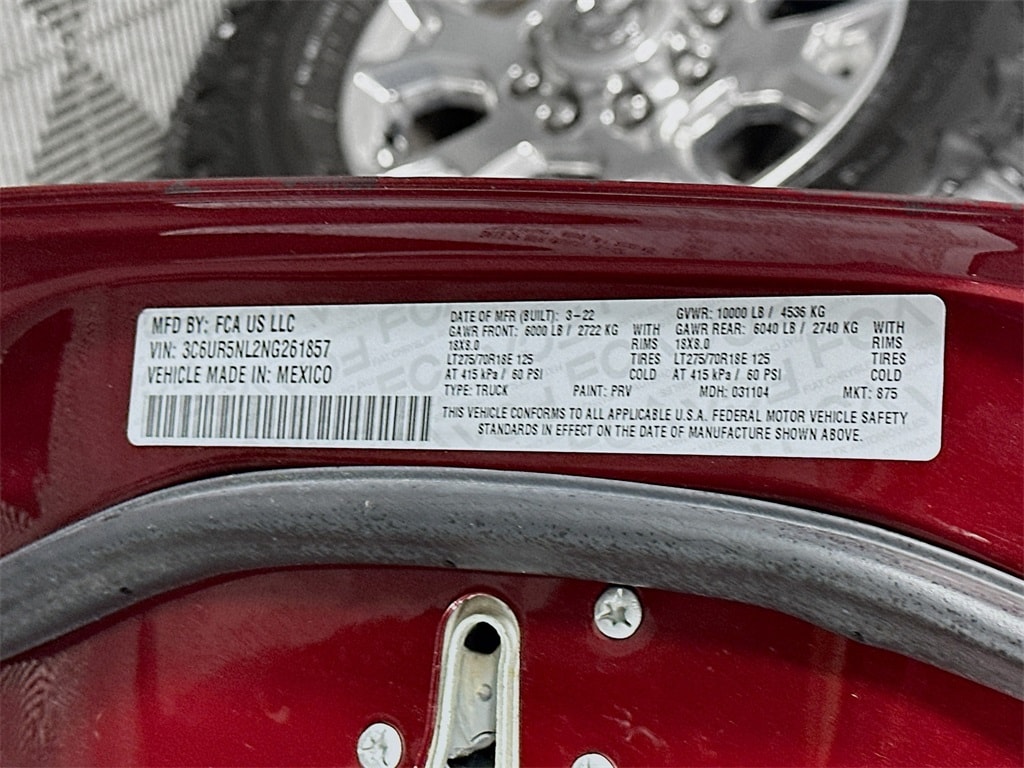 MFD BY: FCA US LLC
VIN: 3C6UR5NL2NG261857
VEHICLE MADE IN: MEXICO
DATE OF MFR (BUILT): 3-22
GAWR FRONT: 6000 LB / 2722 KG WITH
18X8.0 RIMS
LT275/70R18E 125 TIRES
AT 415 kPa / 60 PSI COLD
TYPE: TRUCK PAINT: PRV
GVWR: 10000 LB / 4536 KG
GAWR REAR: 6040 LB / 2740 KG WITH
18X8.0 RIMS
LT275/70R18E 125 TIRES
AT 415 kPa / 60 PSI COLD
MDH: 031104 MKT: 875
THIS VEHICLE CONFORMS TO ALL APPLICABLE U.S.A. FEDERAL MOTOR VEHICLE SAFETY
STANDARDS IN EFFECT ON THE DATE OF MANUFACTURE SHOWN ABOVE.